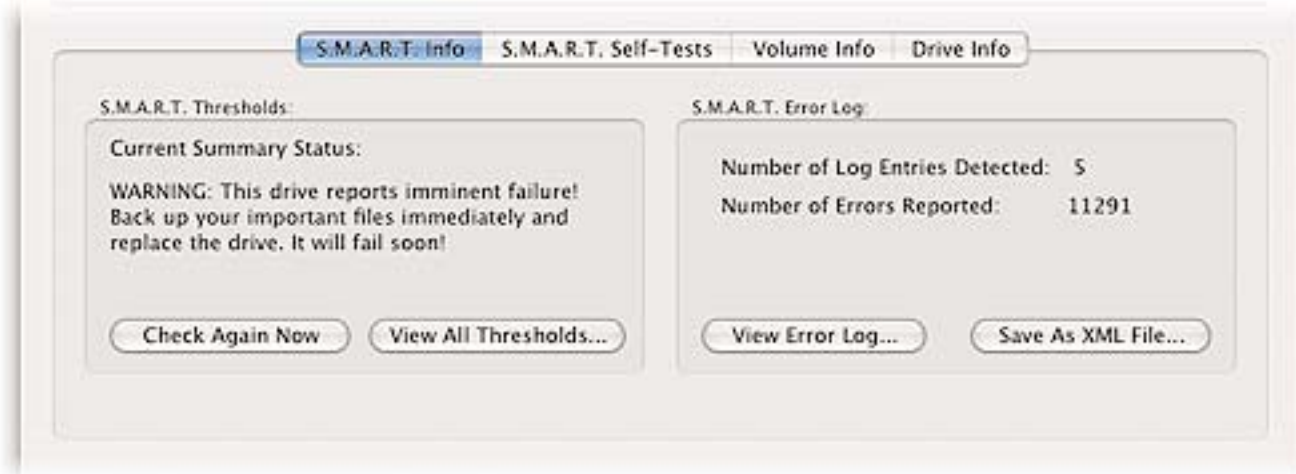 S.M.A.R.T. Info S.M.A.R.T. Self-Tests Volume Info Drive Info
S.M.A.R.T. Thresholds:
Current Summary Status:
WARNING: This drive reports imminent failure!
Back up your important files immediately and
replace the drive. It will fail soon!
Check Again Now View All Thresholds...
S.M.A.R.T. Error Log:
Number of Log Entries Detected: 5
Number of Errors Reported: 11291
View Error Log... Save As XML File...